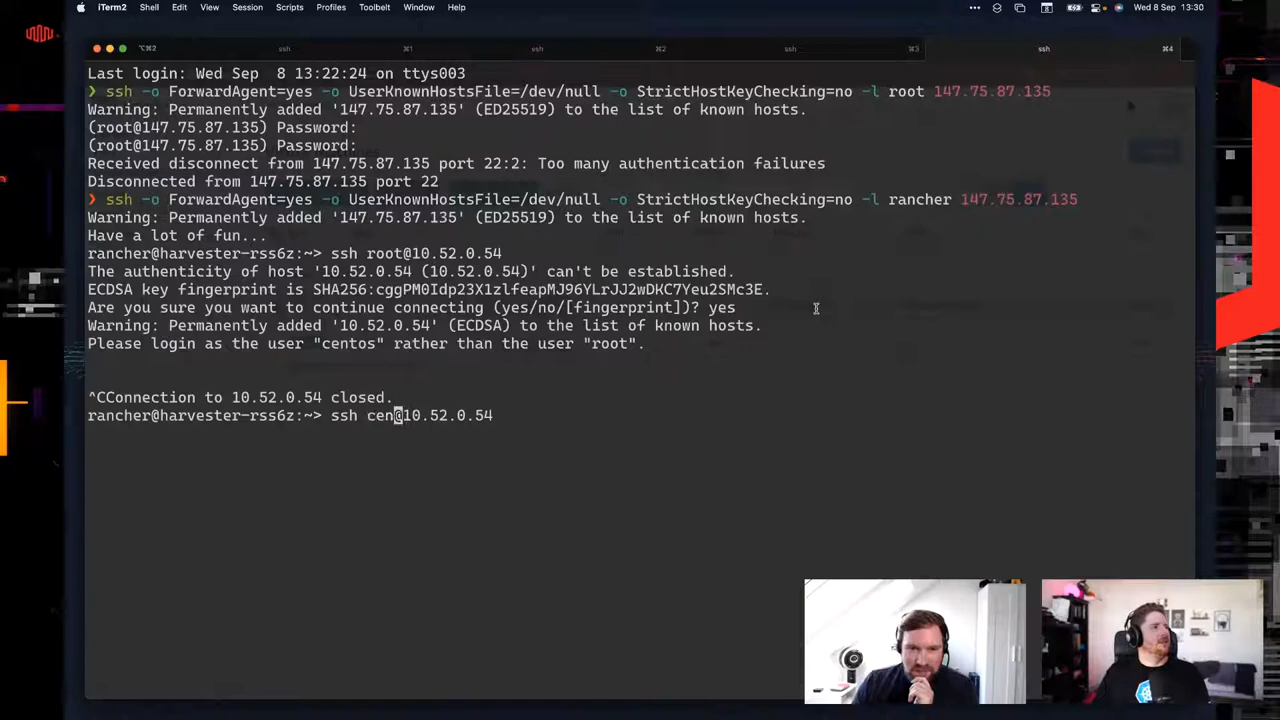 iTerm2 Shell Edit View Session Scripts Profiles Toolbelt Window Help ••• Wed 8 Sep 13:30
⌥⌘2 ssh ⌘1 ssh ⌘2 ssh ⌘3 ssh ⌘4
Last login: Wed Sep  8 13:22:24 on ttys003
❯ ssh -o ForwardAgent=yes -o UserKnownHostsFile=/dev/null -o StrictHostKeyChecking=no -l root 147.75.87.135
Warning: Permanently added '147.75.87.135' (ED25519) to the list of known hosts.
(root@147.75.87.135) Password:
(root@147.75.87.135) Password:
Received disconnect from 147.75.87.135 port 22:2: Too many authentication failures
Disconnected from 147.75.87.135 port 22
❯ ssh -o ForwardAgent=yes -o UserKnownHostsFile=/dev/null -o StrictHostKeyChecking=no -l rancher 147.75.87.135
Warning: Permanently added '147.75.87.135' (ED25519) to the list of known hosts.
Have a lot of fun...
rancher@harvester-rss6z:~> ssh root@10.52.0.54
The authenticity of host '10.52.0.54 (10.52.0.54)' can't be established.
ECDSA key fingerprint is SHA256:cggPM0Idp23X1zlfeapMJ96YLrJJ2wDKC7Yeu2SMc3E.
Are you sure you want to continue connecting (yes/no/[fingerprint])? yes
Warning: Permanently added '10.52.0.54' (ECDSA) to the list of known hosts.
Please login as the user "centos" rather than the user "root".
^CConnection to 10.52.0.54 closed.
rancher@harvester-rss6z:~> ssh cen@10.52.0.54